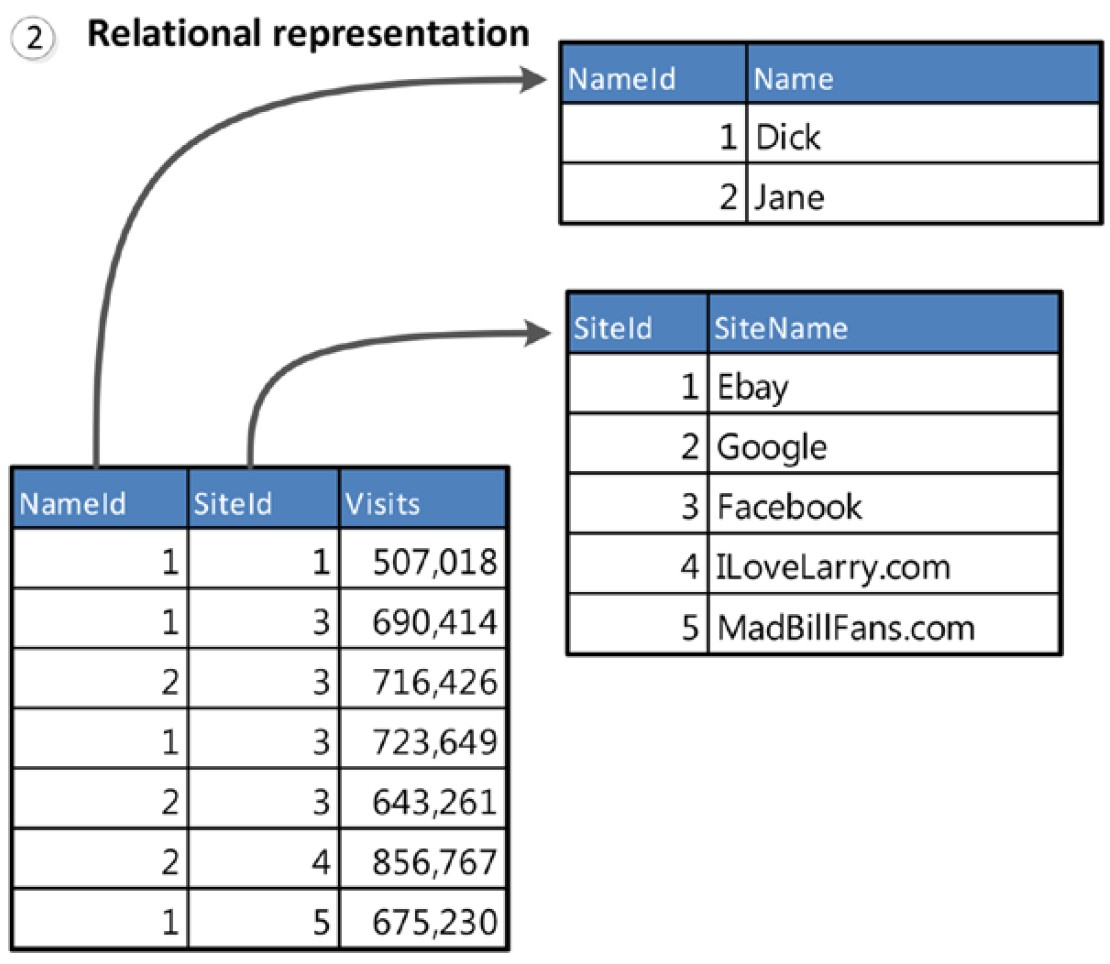 2 Relational representation
NameId Name
1 Dick
2 Jane
SiteId SiteName
1 Ebay
2 Google
3 Facebook
4 ILoveLarry.com
5 MadBillFans.com
NameId SiteId Visits
1 1 507,018
1 3 690,414
2 3 716,426
1 3 723,649
2 3 643,261
2 4 856,767
1 5 675,230